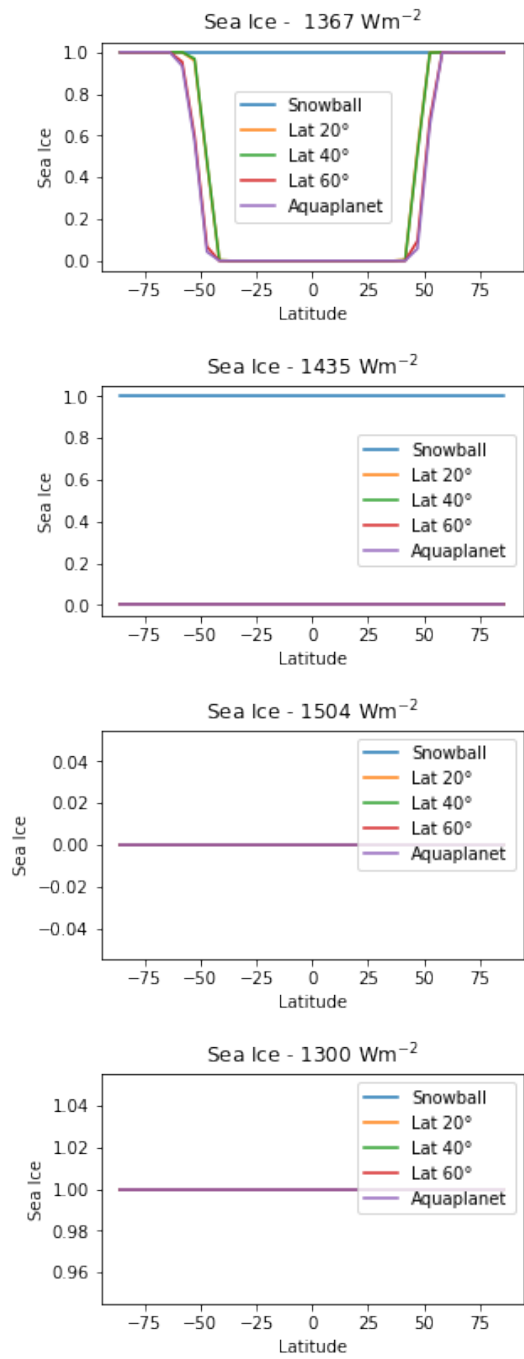 Sea Ice -  1367 Wm⁻²
1.0
0.8
0.6
0.4
0.2
0.0
Sea Ice
Snowball
Lat 20°
Lat 40°
Lat 60°
Aquaplanet
−75 −50 −25 0 25 50 75
Latitude
Sea Ice - 1435 Wm⁻²
1.0
0.8
0.6
0.4
0.2
0.0
Sea Ice
Snowball
Lat 20°
Lat 40°
Lat 60°
Aquaplanet
−75 −50 −25 0 25 50 75
Latitude
Sea Ice - 1504 Wm⁻²
0.04
0.02
0.00
−0.02
−0.04
Sea Ice
Snowball
Lat 20°
Lat 40°
Lat 60°
Aquaplanet
−75 −50 −25 0 25 50 75
Latitude
Sea Ice - 1300 Wm⁻²
1.04
1.02
1.00
0.98
0.96
Sea Ice
Snowball
Lat 20°
Lat 40°
Lat 60°
Aquaplanet
−75 −50 −25 0 25 50 75
Latitude